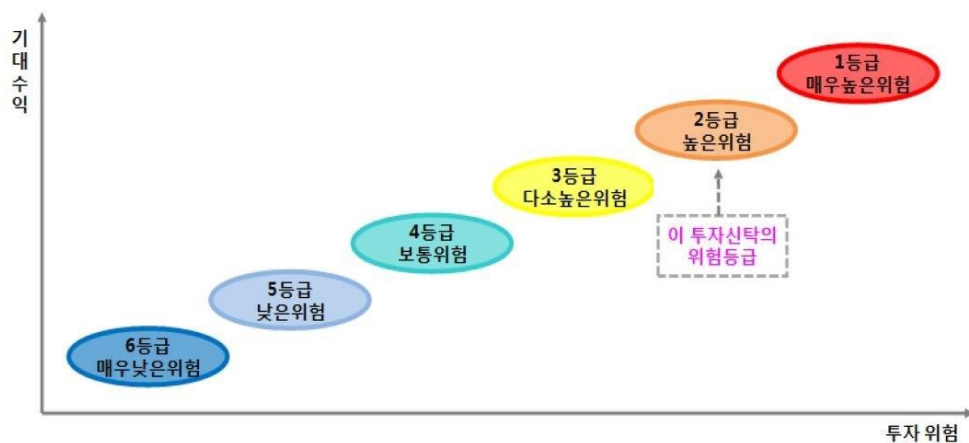 기대수익
1등급
매우높은위험
2등급
높은위험
3등급
다소높은위험
이 투자신탁의
위험등급
4등급
보통위험
5등급
낮은위험
6등급
매우낮은위험
투자 위험